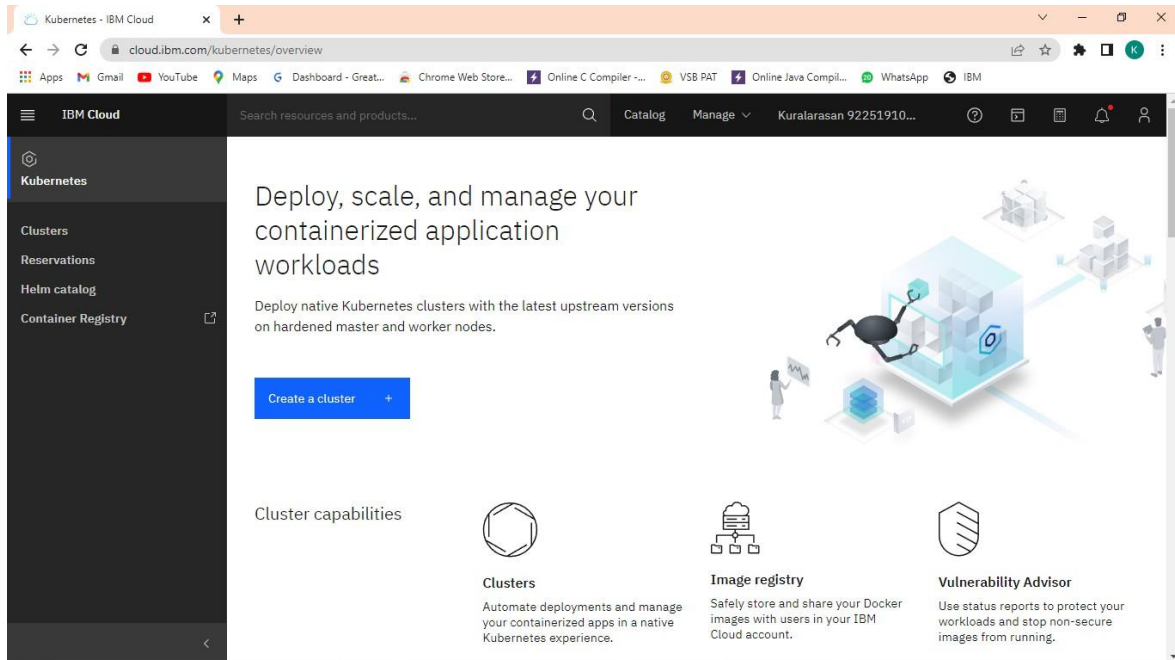 Kubernetes - IBM Cloud
cloud.ibm.com/kubernetes/overview
Apps Gmail YouTube Maps Dashboard - Great... Chrome Web Store... Online C Compiler -... VSB PAT Online Java Compil... WhatsApp IBM
K
IBM Cloud Search resources and products... Catalog Manage Kuralarasan 92251910...
Kubernetes
Clusters
Reservations
Helm catalog
Container Registry
Deploy, scale, and manage your
containerized application
workloads
Deploy native Kubernetes clusters with the latest upstream versions
on hardened master and worker nodes.
Create a cluster +
Cluster capabilities
Clusters
Automate deployments and manage
your containerized apps in a native
Kubernetes experience.
Image registry
Safely store and share your Docker
images with users in your IBM
Cloud account.
Vulnerability Advisor
Use status reports to protect your
workloads and stop non-secure
images from running.